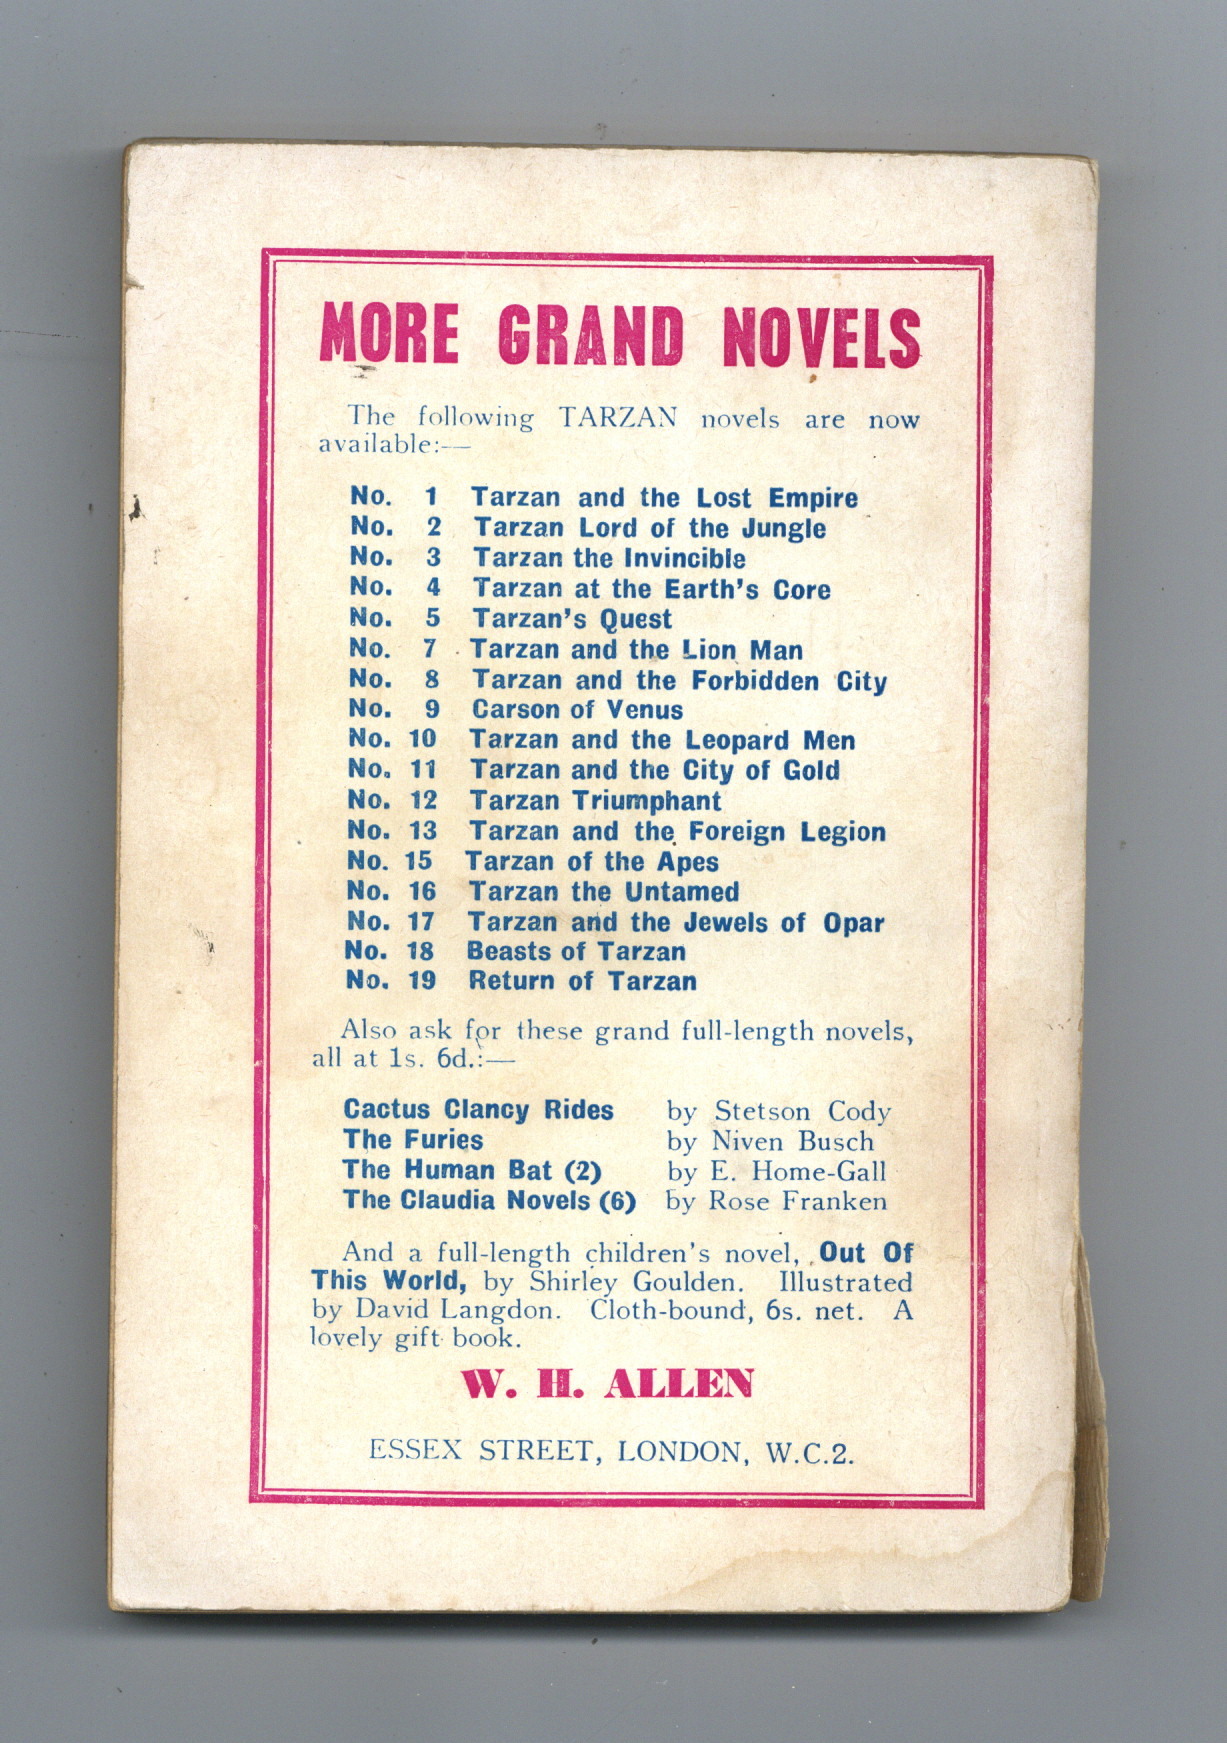 MORE GRAND NOVELS
The following TARZAN novels are now
available:—
No. 1 Tarzan and the Lost Empire
No. 2 Tarzan Lord of the Jungle
No. 3 Tarzan the Invincible
No. 4 Tarzan at the Earth's Core
No. 5 Tarzan's Quest
No. 7 Tarzan and the Lion Man
No. 8 Tarzan and the Forbidden City
No. 9 Carson of Venus
No. 10 Tarzan and the Leopard Men
No. 11 Tarzan and the City of Gold
No. 12 Tarzan Triumphant
No. 13 Tarzan and the Foreign Legion
No. 15 Tarzan of the Apes
No. 16 Tarzan the Untamed
No. 17 Tarzan and the Jewels of Opar
No. 18 Beasts of Tarzan
No. 19 Return of Tarzan
Also ask for these grand full-length novels,
all at 1s. 6d.:—
Cactus Clancy Rides by Stetson Cody
The Furies by Niven Busch
The Human Bat (2) by E. Home-Gall
The Claudia Novels (6) by Rose Franken
And a full-length children's novel, Out Of
This World, by Shirley Goulden. Illustrated
by David Langdon. Cloth-bound, 6s. net. A
lovely gift book.
W. H. ALLEN
ESSEX STREET, LONDON, W.C.2.